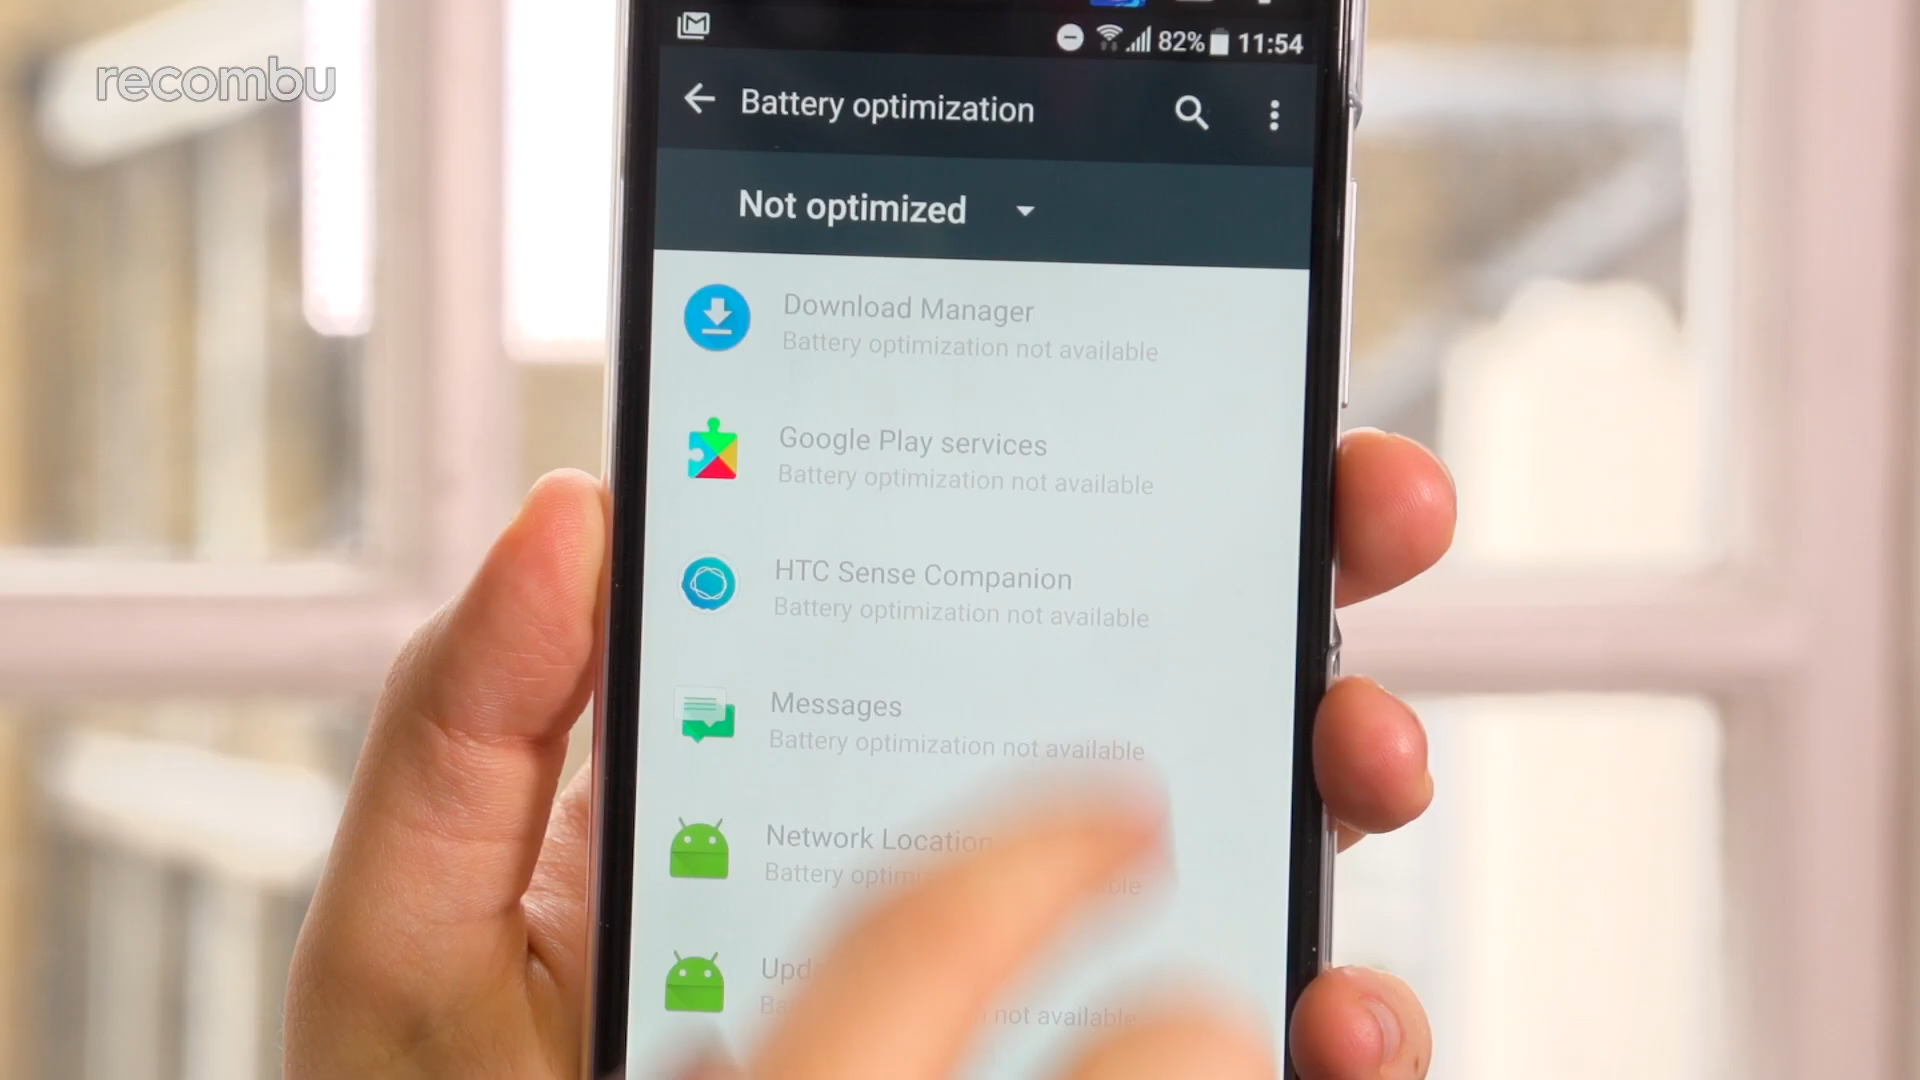 recombu
82% 11:54
Battery optimization
Not optimized
Download Manager
Battery optimization not available
Google Play services
Battery optimization not available
HTC Sense Companion
Battery optimization not available
Messages
Battery optimization not available
Network Location
Battery
not available